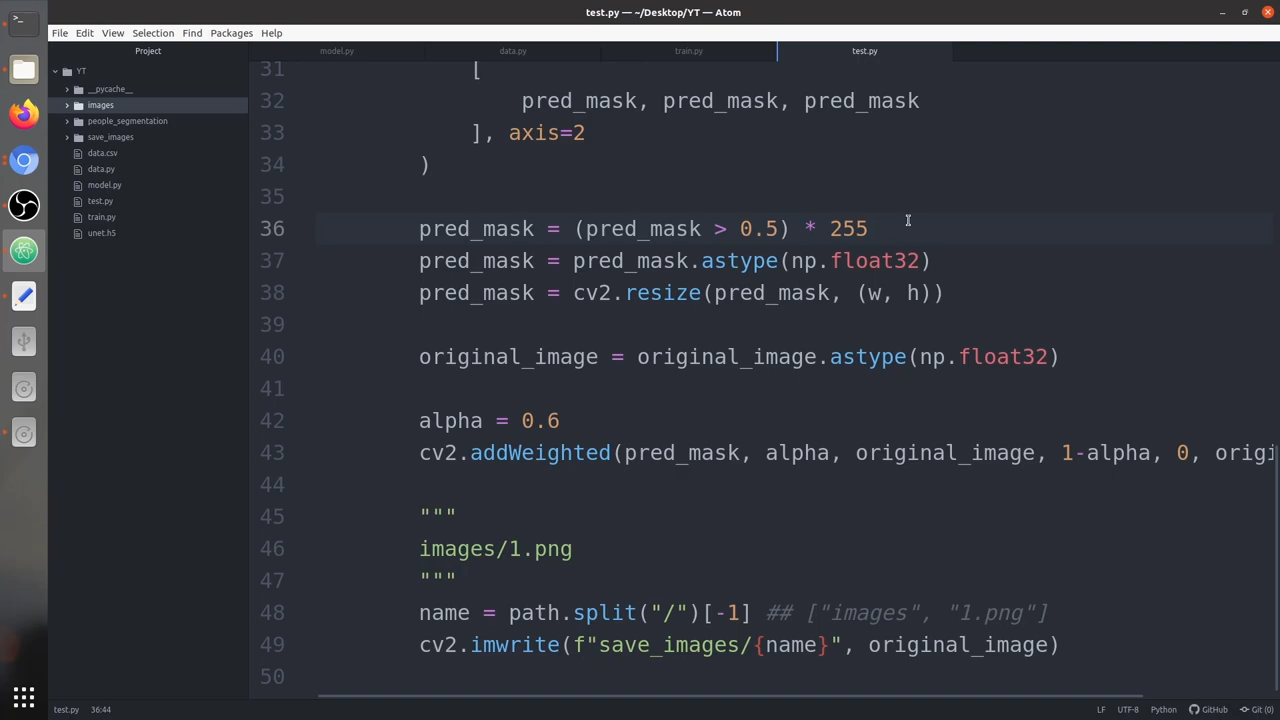 test.py — ~/Desktop/YT — Atom
File Edit View Selection Find Packages Help
Project
model.py
data.py
train.py
test.py
YT
__pycache__
images
people_segmentation
save_images
data.csv
data.py
model.py
test.py
train.py
unet.h5
31 [
32 pred_mask, pred_mask, pred_mask
33 ], axis=2
34 )
35
36 pred_mask = (pred_mask > 0.5) * 255
37 pred_mask = pred_mask.astype(np.float32)
38 pred_mask = cv2.resize(pred_mask, (w, h))
39
40 original_image = original_image.astype(np.float32)
41
42 alpha = 0.6
43 cv2.addWeighted(pred_mask, alpha, original_image, 1-alpha, 0, origi
44
45 """
46 images/1.png
47 """
48 name = path.split("/")[-1] ## ["images", "1.png"]
49 cv2.imwrite(f"save_images/{name}", original_image)
50
test.py 36:44
LF UTF-8 Python GitHub Git (0)